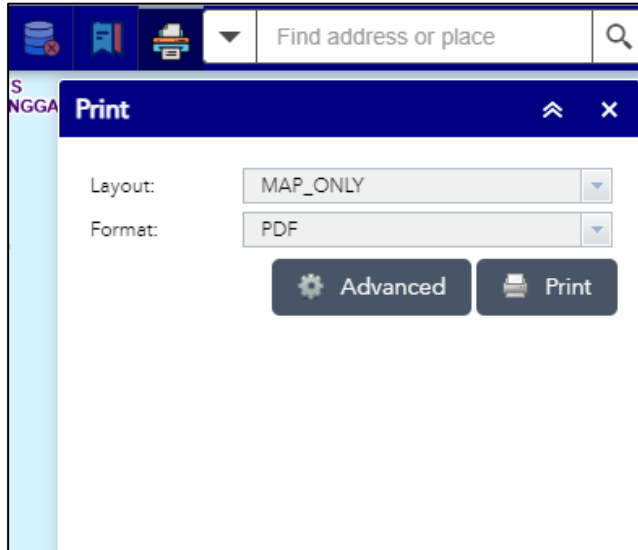 Find address or place
S
NGGA
Print
Layout: MAP_ONLY
Format: PDF
Advanced Print